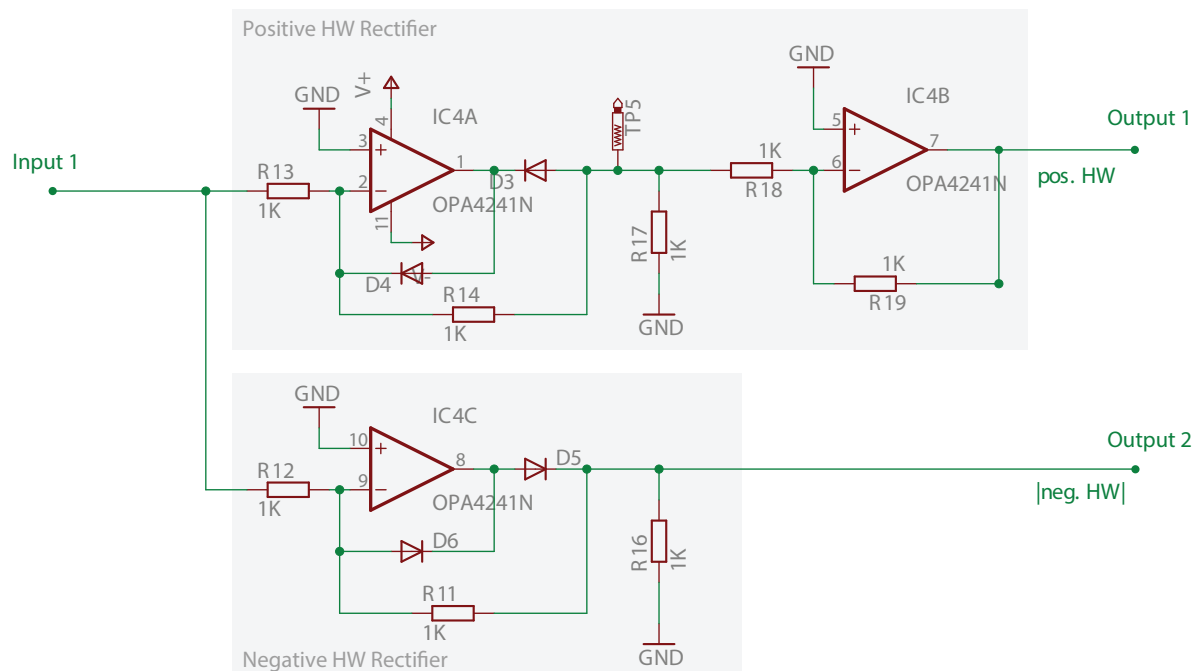 Positive HW Rectifier
GND
V+
IC4A
4
3
+
1
2
−
11
OPA4241N
R13
1K
D3
D4
V-
R14
1K
TP5
R17
1K
GND
1K
R18
GND
IC4B
5
+
7
6
−
OPA4241N
1K
R19
Input 1
Output 1
pos. HW
GND
IC4C
10
+
8
9
−
OPA4241N
R12
1K
D5
D6
R11
1K
R16
1K
GND
Output 2
|neg. HW|
Negative HW Rectifier